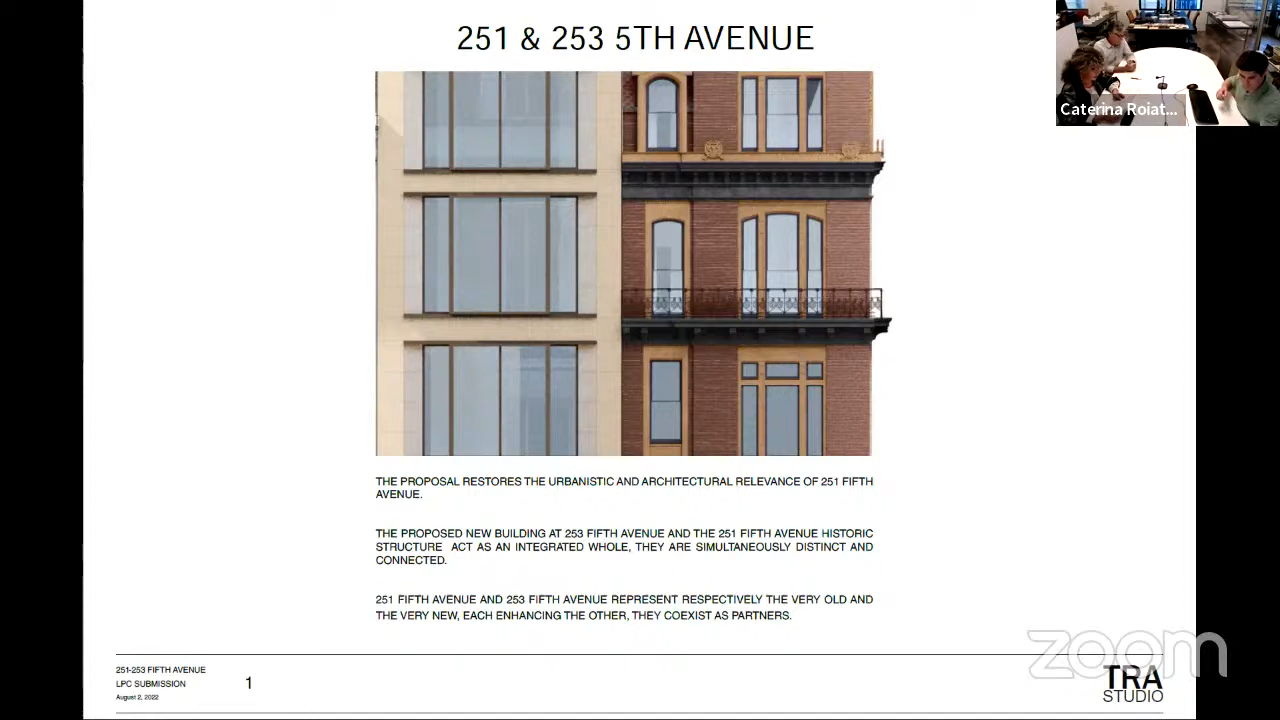 251 & 253 5TH AVENUE
Caterina Roiat...
THE PROPOSAL RESTORES THE URBANISTIC AND ARCHITECTURAL RELEVANCE OF 251 FIFTH
AVENUE.
THE PROPOSED NEW BUILDING AT 253 FIFTH AVENUE AND THE 251 FIFTH AVENUE HISTORIC
STRUCTURE ACT AS AN INTEGRATED WHOLE, THEY ARE SIMULTANEOUSLY DISTINCT AND
CONNECTED.
251 FIFTH AVENUE AND 253 FIFTH AVENUE REPRESENT RESPECTIVELY THE VERY OLD AND
THE VERY NEW, EACH ENHANCING THE OTHER, THEY COEXIST AS PARTNERS.
zoom
251-253 FIFTH AVENUE
LPC SUBMISSION
August 2, 2022
1
TRA
STUDIO